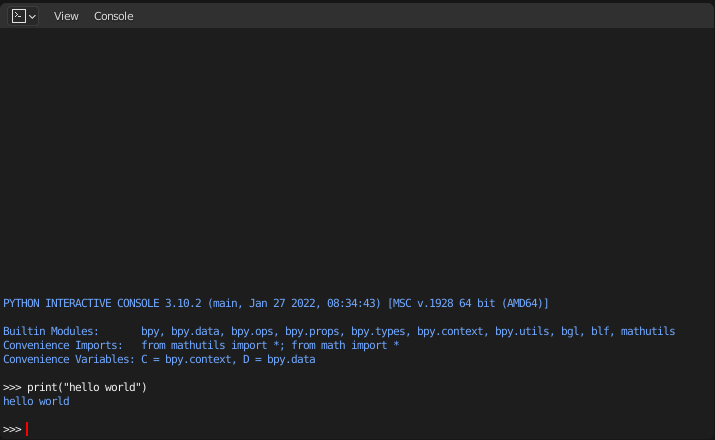 View Console
PYTHON INTERACTIVE CONSOLE 3.10.2 (main, Jan 27 2022, 08:34:43) [MSC v.1928 64 bit (AMD64)]
Builtin Modules:       bpy, bpy.data, bpy.ops, bpy.props, bpy.types, bpy.context, bpy.utils, bgl, blf, mathutils
Convenience Imports:   from mathutils import *; from math import *
Convenience Variables: C = bpy.context, D = bpy.data
>>> print("hello world")
hello world
>>>